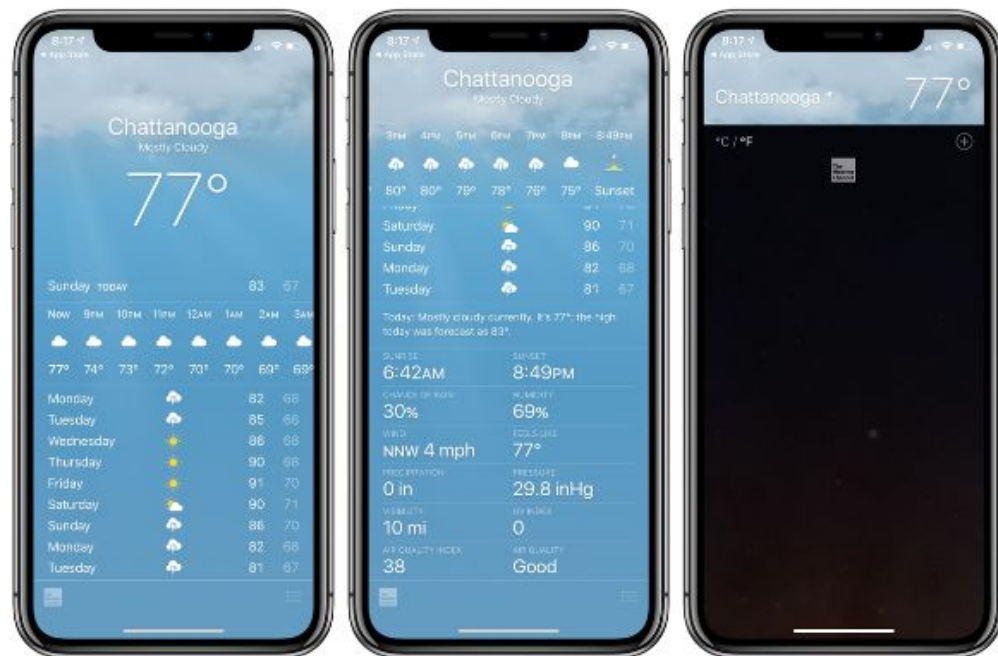 8:17
App Store
Chattanooga
Mostly Cloudy
77°
Sunday TODAY 83 67
Now 9PM 10PM 11PM 12AM 1AM 2AM 3AM
77° 74° 73° 72° 70° 70° 69° 69°
Monday 82 68
Tuesday 85 68
Wednesday 86 68
Thursday 90 68
Friday 91 70
Saturday 90 71
Sunday 86 70
Monday 82 68
Tuesday 81 67
8:17
App Store
Chattanooga
Mostly Cloudy
3PM 4PM 5PM 6PM 7PM 8PM 8:49PM
80° 80° 79° 78° 76° 75° Sunset
Saturday 90 71
Sunday 86 70
Monday 82 68
Tuesday 81 67
Today: Mostly cloudy currently. It's 77°; the high
today was forecast as 83°.
SUNRISE SUNSET
6:42AM 8:49PM
CHANCE OF RAIN HUMIDITY
30% 69%
WIND FEELS LIKE
NNW 4 mph 77°
PRECIPITATION PRESSURE
0 in 29.8 inHg
VISIBILITY UV INDEX
10 mi 0
AIR QUALITY INDEX AIR QUALITY
38 Good
8:17
App Store
Chattanooga
77°
°C / °F
The
Weather
Channel